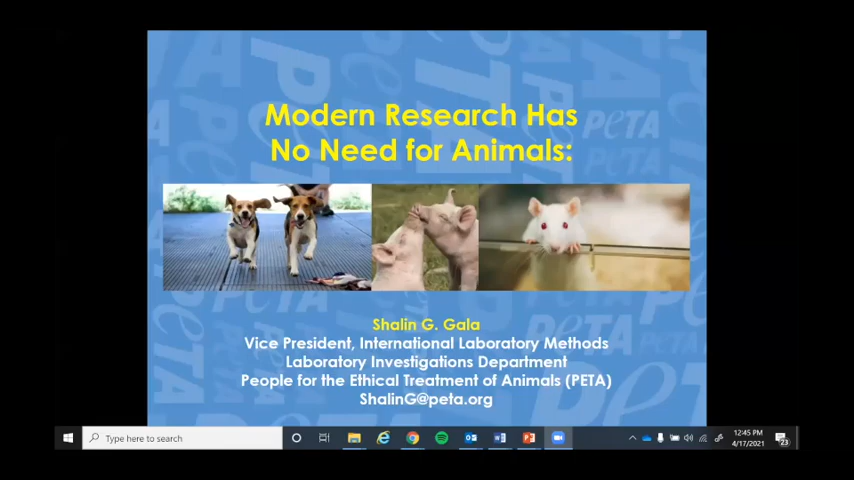 Modern Research Has
No Need for Animals:
PETA
Shalin G. Gala
Vice President, International Laboratory Methods
Laboratory Investigations Department
People for the Ethical Treatment of Animals (PETA)
ShalinG@peta.org
Type here to search
12:45 PM
4/17/2021
23